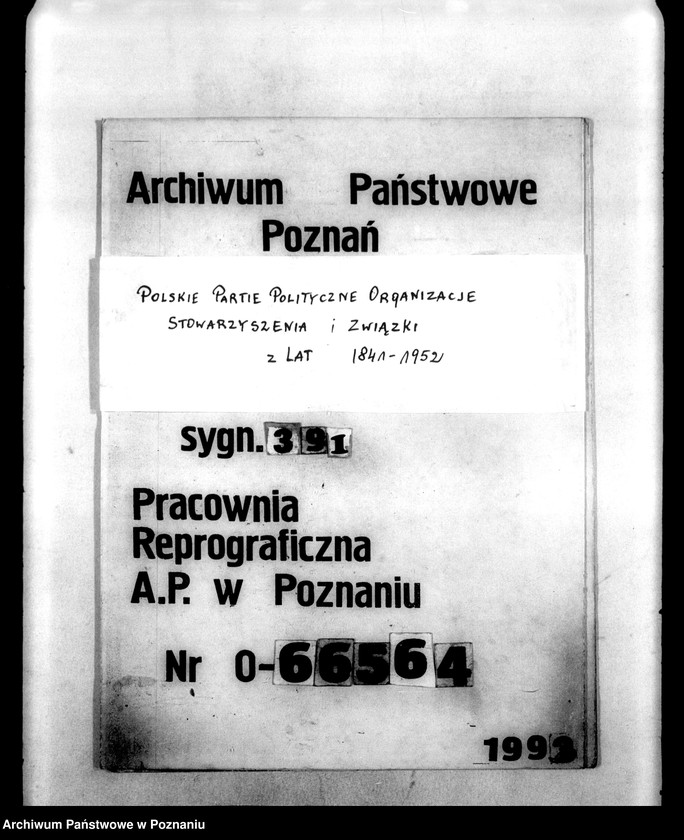 Archiwum Państwowe
Poznań
POLSKIE PARTIE POLITYCZNE ORGANIZACJE
STOWARZYSZENIA i ZWIĄZKI
z LAT 1841-1952
sygn. 391
Pracownia
Reprograficzna
A.P. w Poznaniu
Nr 0-66564
Archiwum Państwowe w Poznaniu